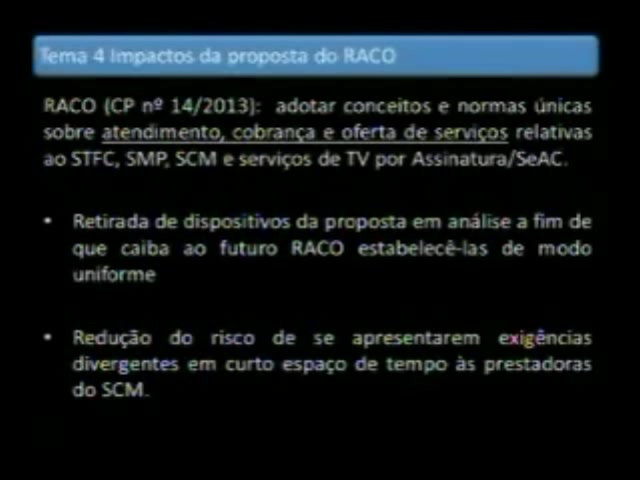 Tema 4 Impactos da proposta do RACO
RACO (CP nº 14/2013): adotar conceitos e normas únicas
sobre atendimento, cobrança e oferta de serviços relativas
ao STFC, SMP, SCM e serviços de TV por Assinatura/SeAC.
• Retirada de dispositivos da proposta em análise a fim de
que caiba ao futuro RACO estabelecê-las de modo
uniforme
• Redução do risco de se apresentarem exigências
divergentes em curto espaço de tempo às prestadoras
do SCM.